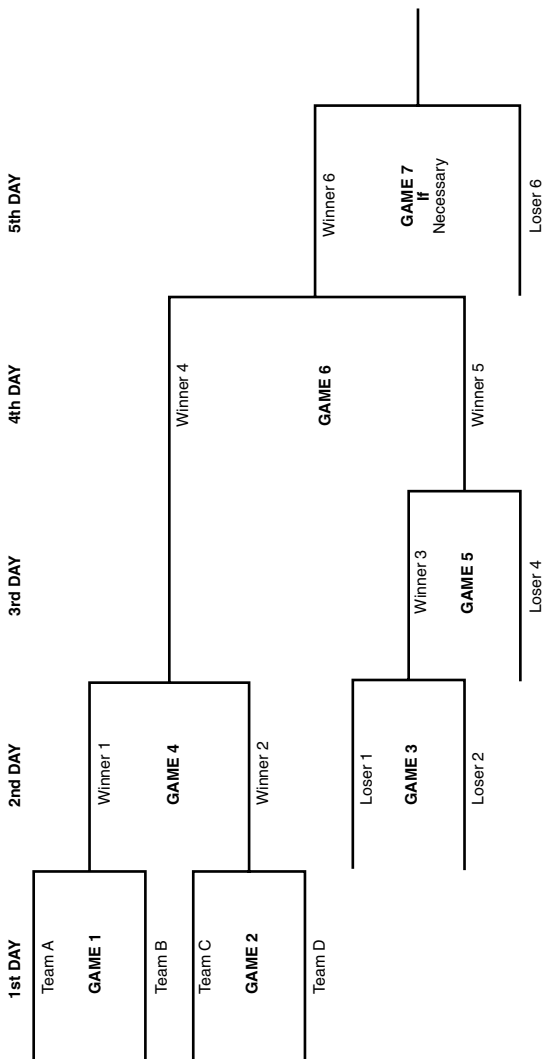 1st DAY
2nd DAY
3rd DAY
4th DAY
5th DAY
Team A
GAME 1
Team B
Team C
GAME 2
Team D
Winner 1
GAME 4
Winner 2
Loser 1
GAME 3
Loser 2
Winner 3
GAME 5
Loser 4
Winner 4
GAME 6
Winner 5
Winner 6
GAME 7
If
Necessary
Loser 6